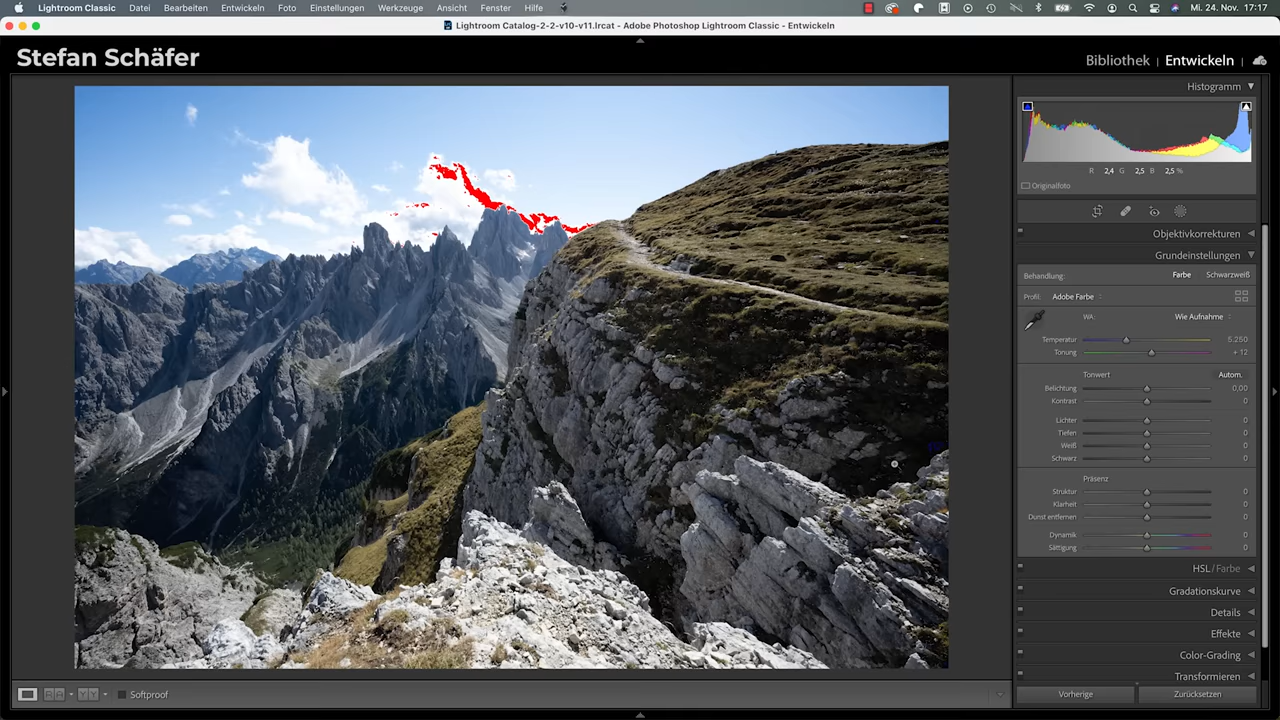 Lightroom Classic Datei Bearbeiten Entwickeln Foto Einstellungen Werkzeuge Ansicht Fenster Hilfe Mi. 24. Nov. 17:17
Lightroom Catalog-2-2-v10-v11.lrcat - Adobe Photoshop Lightroom Classic - Entwickeln
Stefan Schäfer
Bibliothek | Entwickeln
Histogramm
R 2,4 G 2,5 B 2,5 %
Originalfoto
Objektivkorrekturen
Grundeinstellungen
Behandlung: Farbe Schwarzweiß
Profil: Adobe Farbe
WA: Wie Aufnahme
Temperatur 5.250
Tonung + 12
Tonwert Autom.
Belichtung 0,00
Kontrast 0
Lichter 0
Tiefen 0
Weiß 0
Schwarz 0
Präsenz
Struktur 0
Klarheit 0
Dunst entfernen 0
Dynamik 0
Sättigung 0
HSL / Farbe
Gradationskurve
Details
Effekte
Color-Grading
Transformieren
Softproof
Vorherige Zurücksetzen